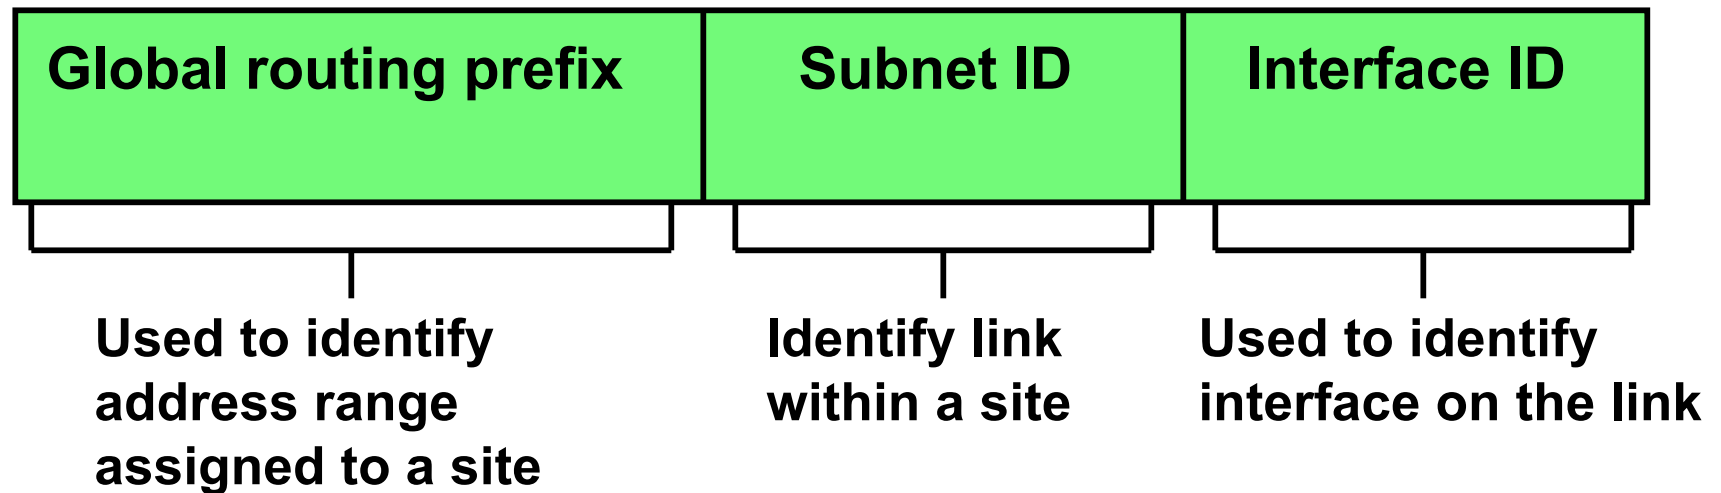 Global routing prefix
Subnet ID
Interface ID
Used to identify
address range
assigned to a site
Identify link
within a site
Used to identify
interface on the link